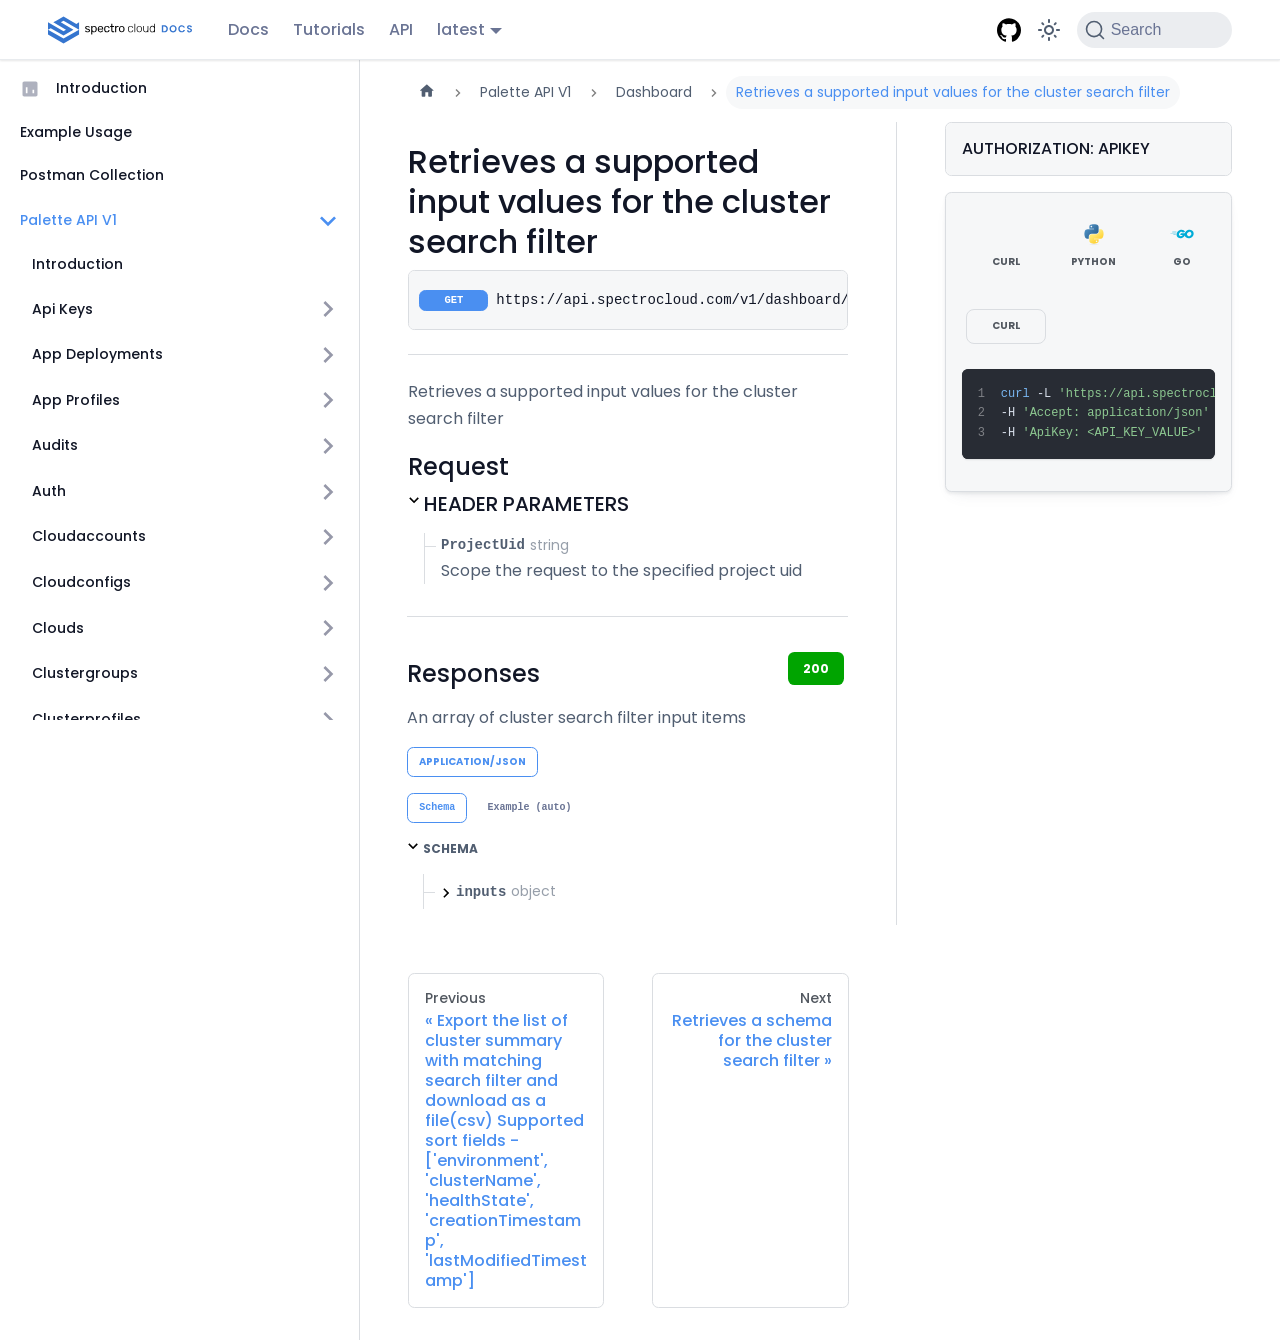 spectro cloud DOCS
Docs
Tutorials
API
latest
Search
Introduction
Example Usage
Postman Collection
Palette API V1
Introduction
Api Keys
App Deployments
App Profiles
Audits
Auth
Cloudaccounts
Cloudconfigs
Clouds
Clustergroups
Clusterprofiles
Palette API V1
Dashboard
Retrieves a supported input values for the cluster search filter
Retrieves a supported
input values for the cluster
search filter
GET https://api.spectrocloud.com/v1/dashboard/
Retrieves a supported input values for the cluster
search filter
Request
HEADER PARAMETERS
ProjectUid string
Scope the request to the specified project uid
Responses
200
An array of cluster search filter input items
APPLICATION/JSON
Schema
Example (auto)
SCHEMA
inputs object
Previous
« Export the list of
cluster summary
with matching
search filter and
download as a
file(csv) Supported
sort fields -
['environment',
'clusterName',
'healthState',
'creationTimestam
p',
'lastModifiedTimest
amp']
Next
Retrieves a schema
for the cluster
search filter »
AUTHORIZATION: APIKEY
CURL
PYTHON
GO
GO
CURL
1 curl -L 'https://api.spectrocl
2 -H 'Accept: application/json'
3 -H 'ApiKey: <API_KEY_VALUE>'